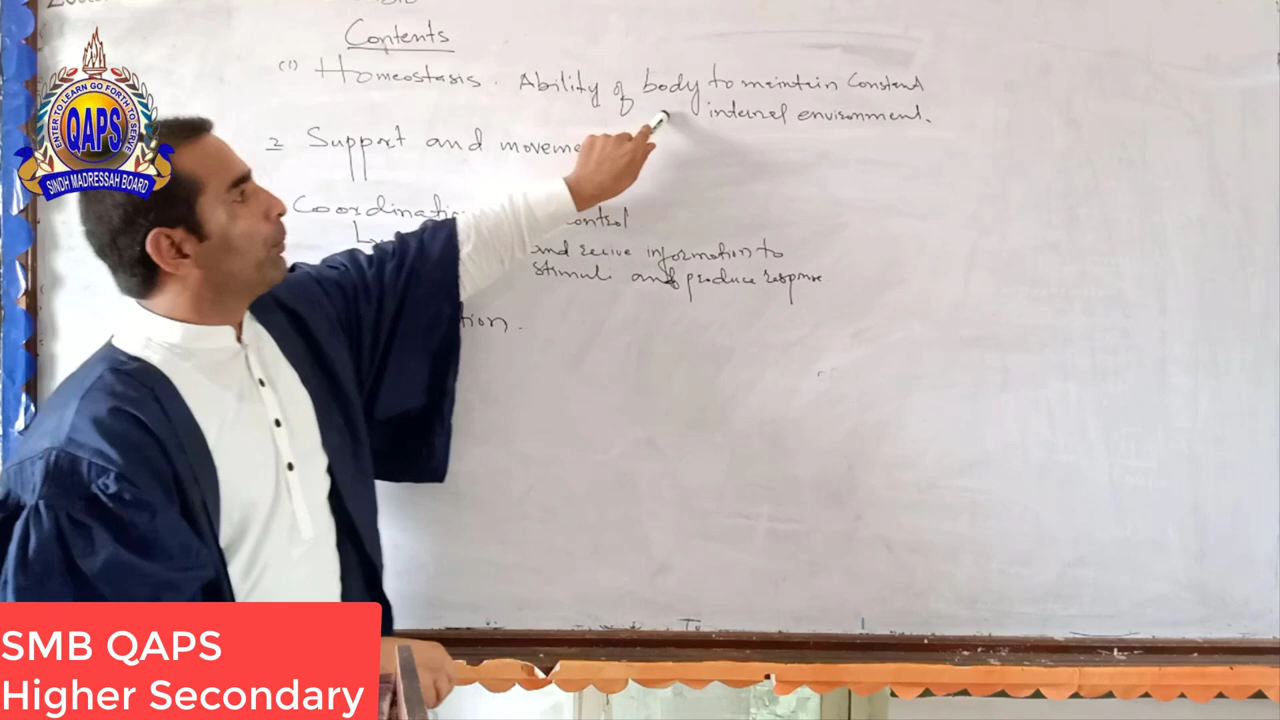 Contents
(1) Homeostasis. Ability of body to maintain Constant
internal environment.
2 Support and moveme
Coordinatio
control
and recive information to
stimuli and produce response
tion.
ENTER TO LEARN GO FORTH TO SERVE
QAPS
SINDH MADRESSAH BOARD
SMB QAPS
Higher Secondary